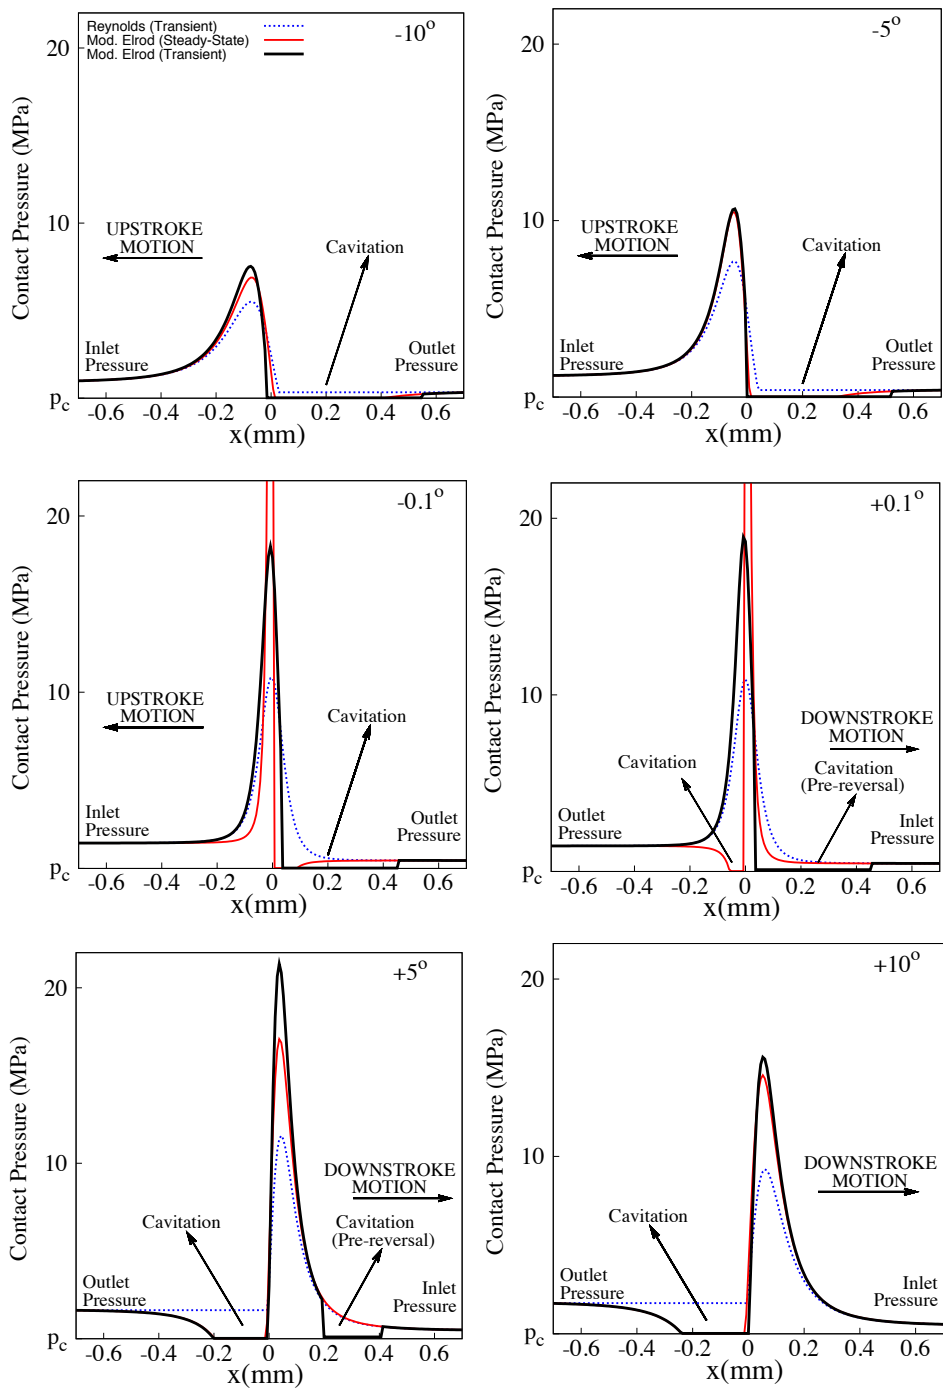 Reynolds (Transient)
Mod. Elrod (Steady-State)
Mod. Elrod (Transient)
-10°
20
10
Contact Pressure (MPa)
UPSTROKE
MOTION
Cavitation
Inlet
Pressure
Outlet
Pressure
p_c
-0.6 -0.4 -0.2 0 0.2 0.4 0.6
x(mm)
-5°
20
10
Contact Pressure (MPa)
UPSTROKE
MOTION
Cavitation
Inlet
Pressure
Outlet
Pressure
p_c
-0.6 -0.4 -0.2 0 0.2 0.4 0.6
x(mm)
-0.1°
20
10
Contact Pressure (MPa)
UPSTROKE
MOTION
Cavitation
Inlet
Pressure
Outlet
Pressure
p_c
-0.6 -0.4 -0.2 0 0.2 0.4 0.6
x(mm)
+0.1°
20
10
Contact Pressure (MPa)
DOWNSTROKE
MOTION
Cavitation
Cavitation
(Pre-reversal)
Outlet
Pressure
Inlet
Pressure
p_c
-0.6 -0.4 -0.2 0 0.2 0.4 0.6
x(mm)
+5°
20
10
Contact Pressure (MPa)
DOWNSTROKE
MOTION
Cavitation
Cavitation
(Pre-reversal)
Outlet
Pressure
Inlet
Pressure
p_c
-0.6 -0.4 -0.2 0 0.2 0.4 0.6
x(mm)
+10°
20
10
Contact Pressure (MPa)
DOWNSTROKE
MOTION
Cavitation
Outlet
Pressure
Inlet
Pressure
p_c
-0.6 -0.4 -0.2 0 0.2 0.4 0.6
x(mm)